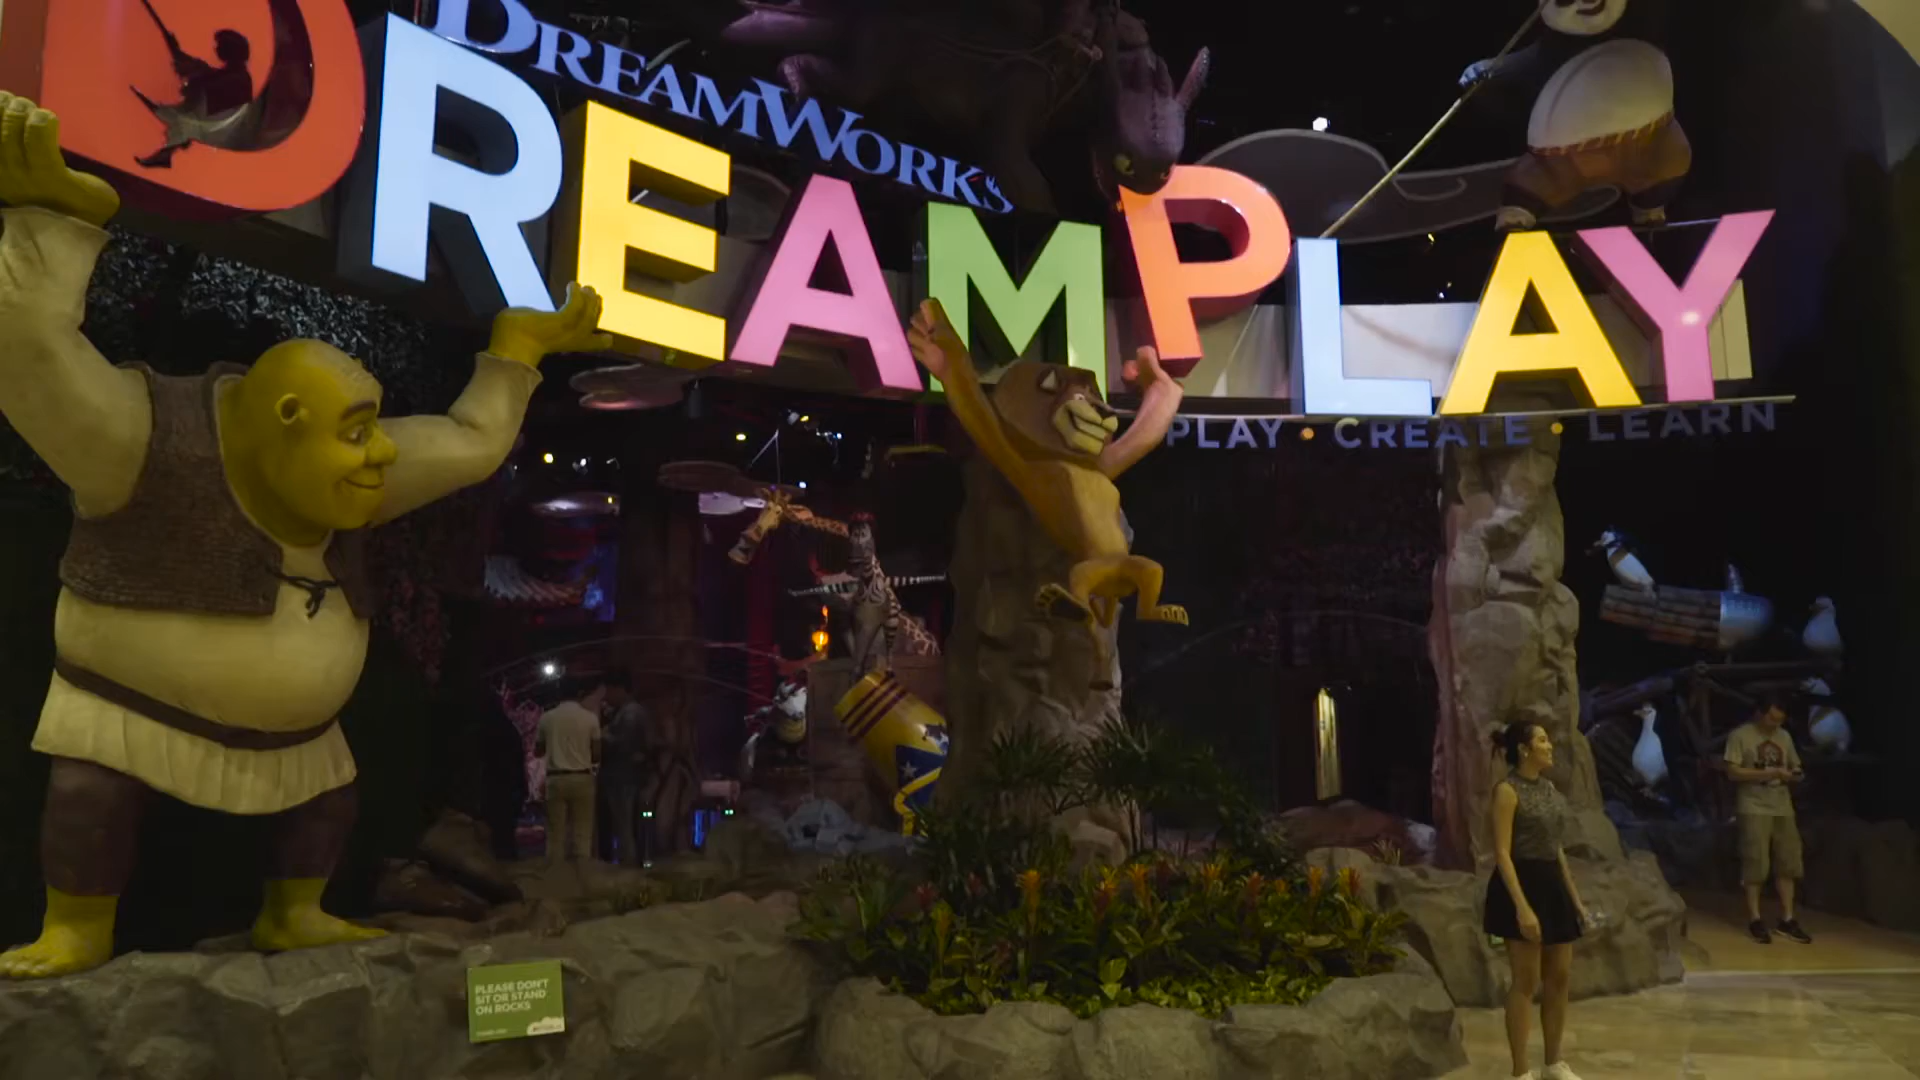 DREAMWORKS
DREAMPLAY
PLAY • CREATE • LEARN
PLEASE DON'T
SIT OR STAND
ON ROCKS